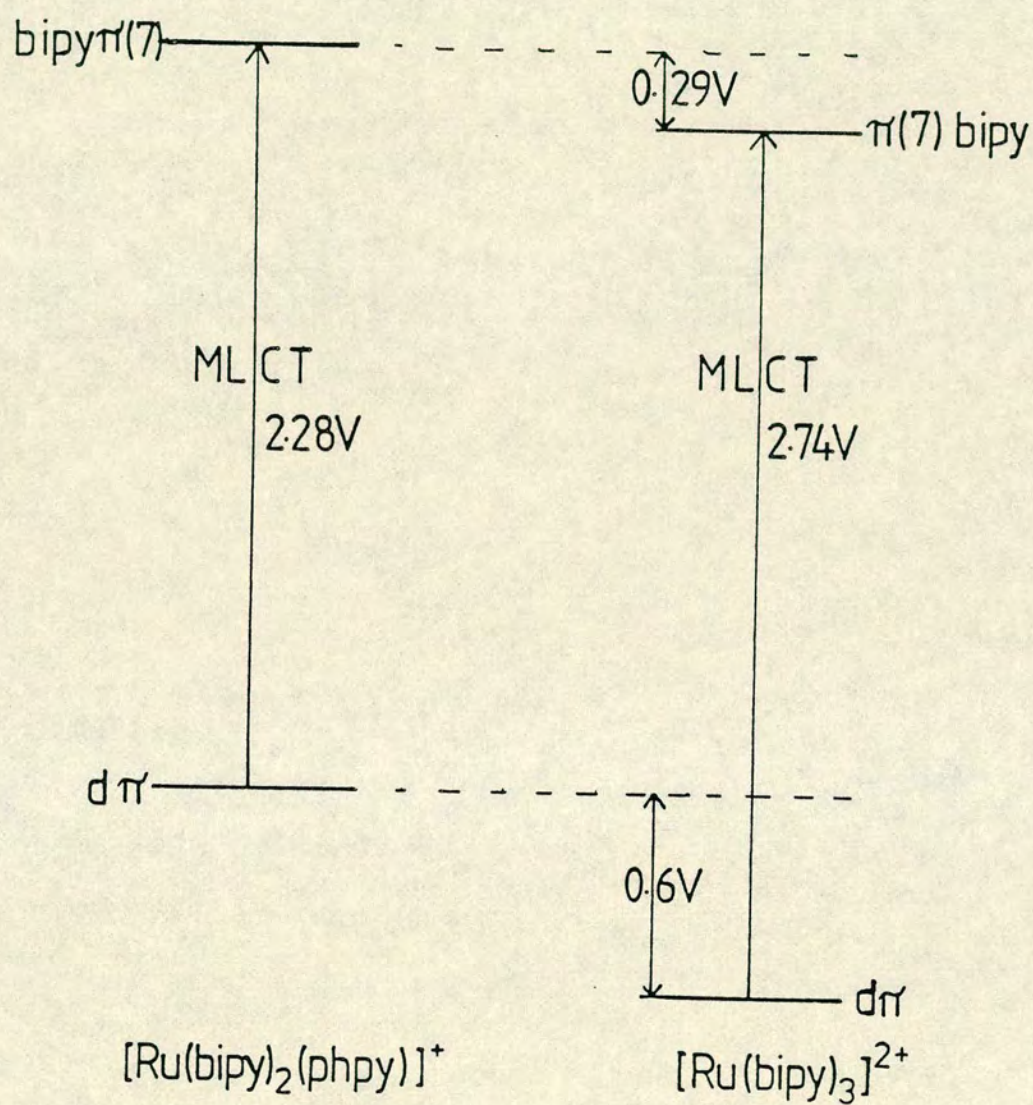 bipy π(7)
0.29V
π(7) bipy
MLCT
2.28V
MLCT
2.74V
dπ
0.6V
dπ
[Ru(bipy)₂(phpy)]⁺
[Ru(bipy)₃]²⁺